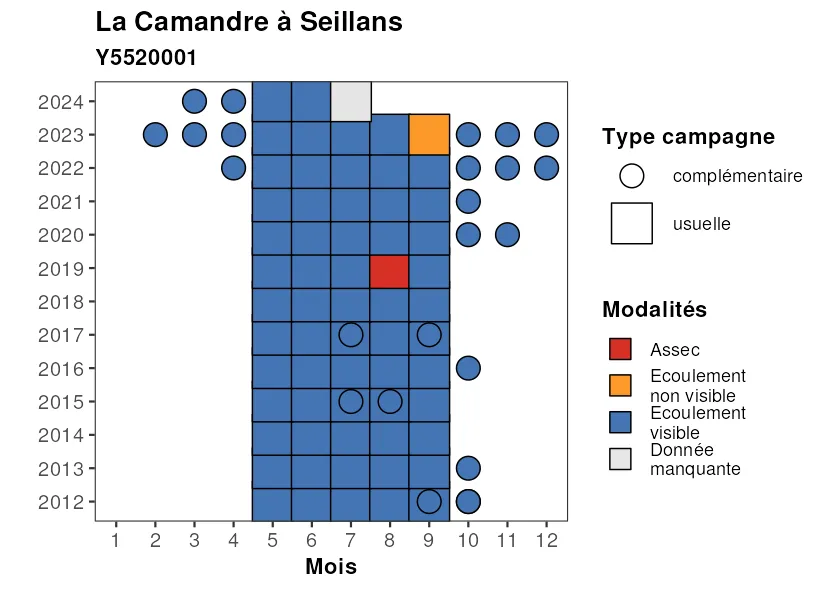 La Camandre à Seillans
Y5520001
2024
2023
2022
2021
2020
2019
2018
2017
2016
2015
2014
2013
2012
1 2 3 4 5 6 7 8 9 10 11 12
Mois
Type campagne
complémentaire
usuelle
Modalités
Assec
Ecoulement
non visible
Ecoulement
visible
Donnée
manquante